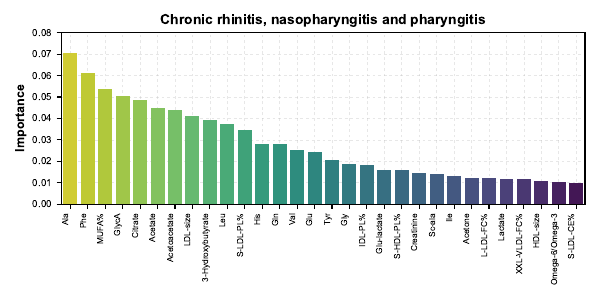 Chronic rhinitis, nasopharyngitis and pharyngitis
Importance
0.08
0.07
0.06
0.05
0.04
0.03
0.02
0.01
0.00
Ala
Phe
MUFA%
GlycA
Citrate
Acetate
Acetoacetate
LDL-size
3-Hydroxybutyrate
Leu
S-LDL-PL%
His
Gln
Val
Glu
Tyr
Gly
IDL-PL%
Glu-lactate
S-HDL-PL%
Creatinine
Sc-ala
Ile
Acetone
L-LDL-FC%
Lactate
XXL-VLDL-FC%
HDL-size
Omega-6/Omega-3
S-LDL-CE%